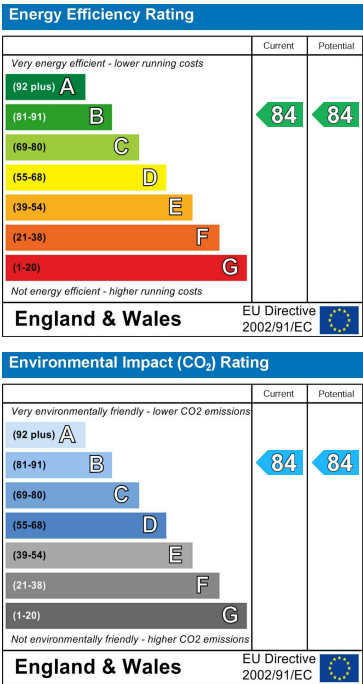 Energy Efficiency Rating
Current Potential
Very energy efficient - lower running costs
(92 plus) A
(81-91) B 84 84
(69-80) C
(55-68) D
(39-54) E
(21-38) F
(1-20) G
Not energy efficient - higher running costs
England & Wales EU Directive
2002/91/EC
Environmental Impact (CO₂) Rating
Current Potential
Very environmentally friendly - lower CO2 emissions
(92 plus) A
(81-91) B 84 84
(69-80) C
(55-68) D
(39-54) E
(21-38) F
(1-20) G
Not environmentally friendly - higher CO2 emissions
England & Wales EU Directive
2002/91/EC